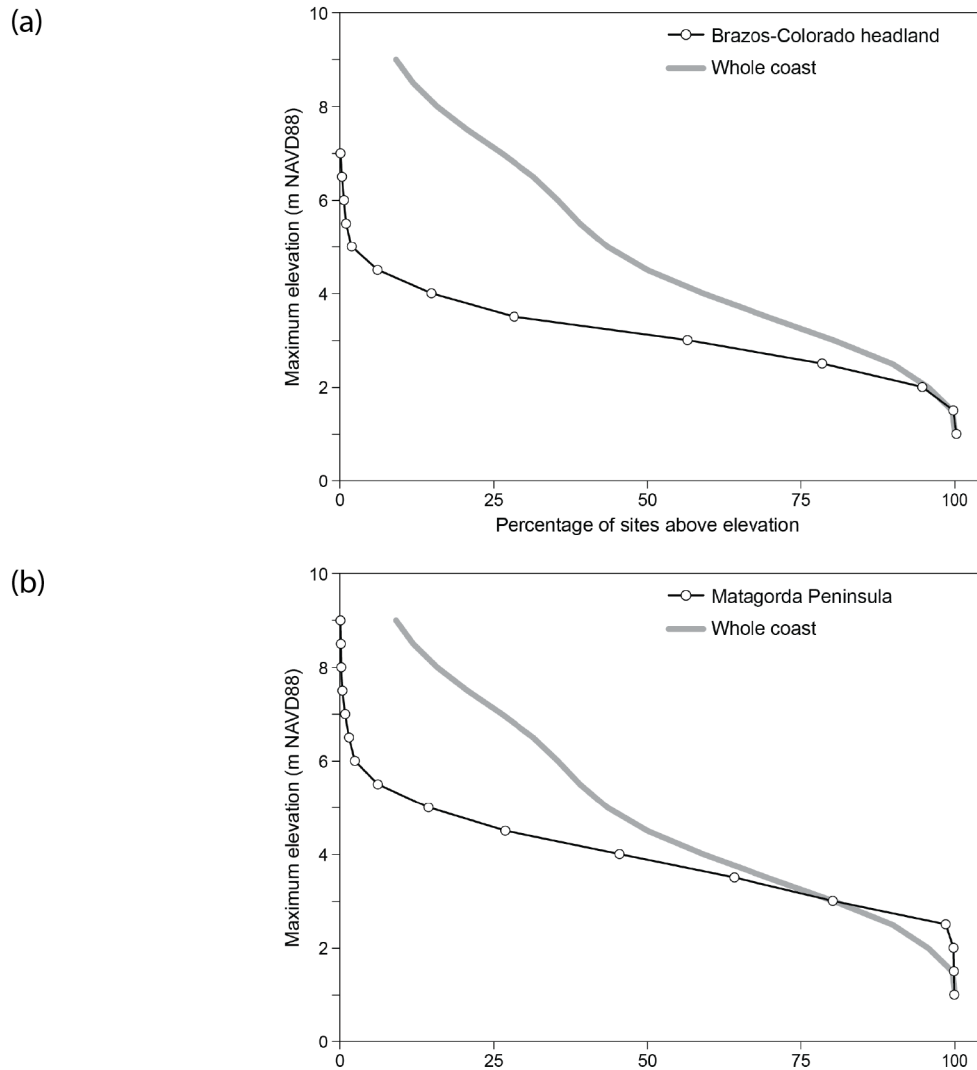 (a)
10
8
6
4
2
0
Maximum elevation (m NAVD88)
Brazos-Colorado headland
Whole coast
0 25 50 75 100
Percentage of sites above elevation
(b)
10
8
6
4
2
0
Maximum elevation (m NAVD88)
Matagorda Peninsula
Whole coast
0 25 50 75 100